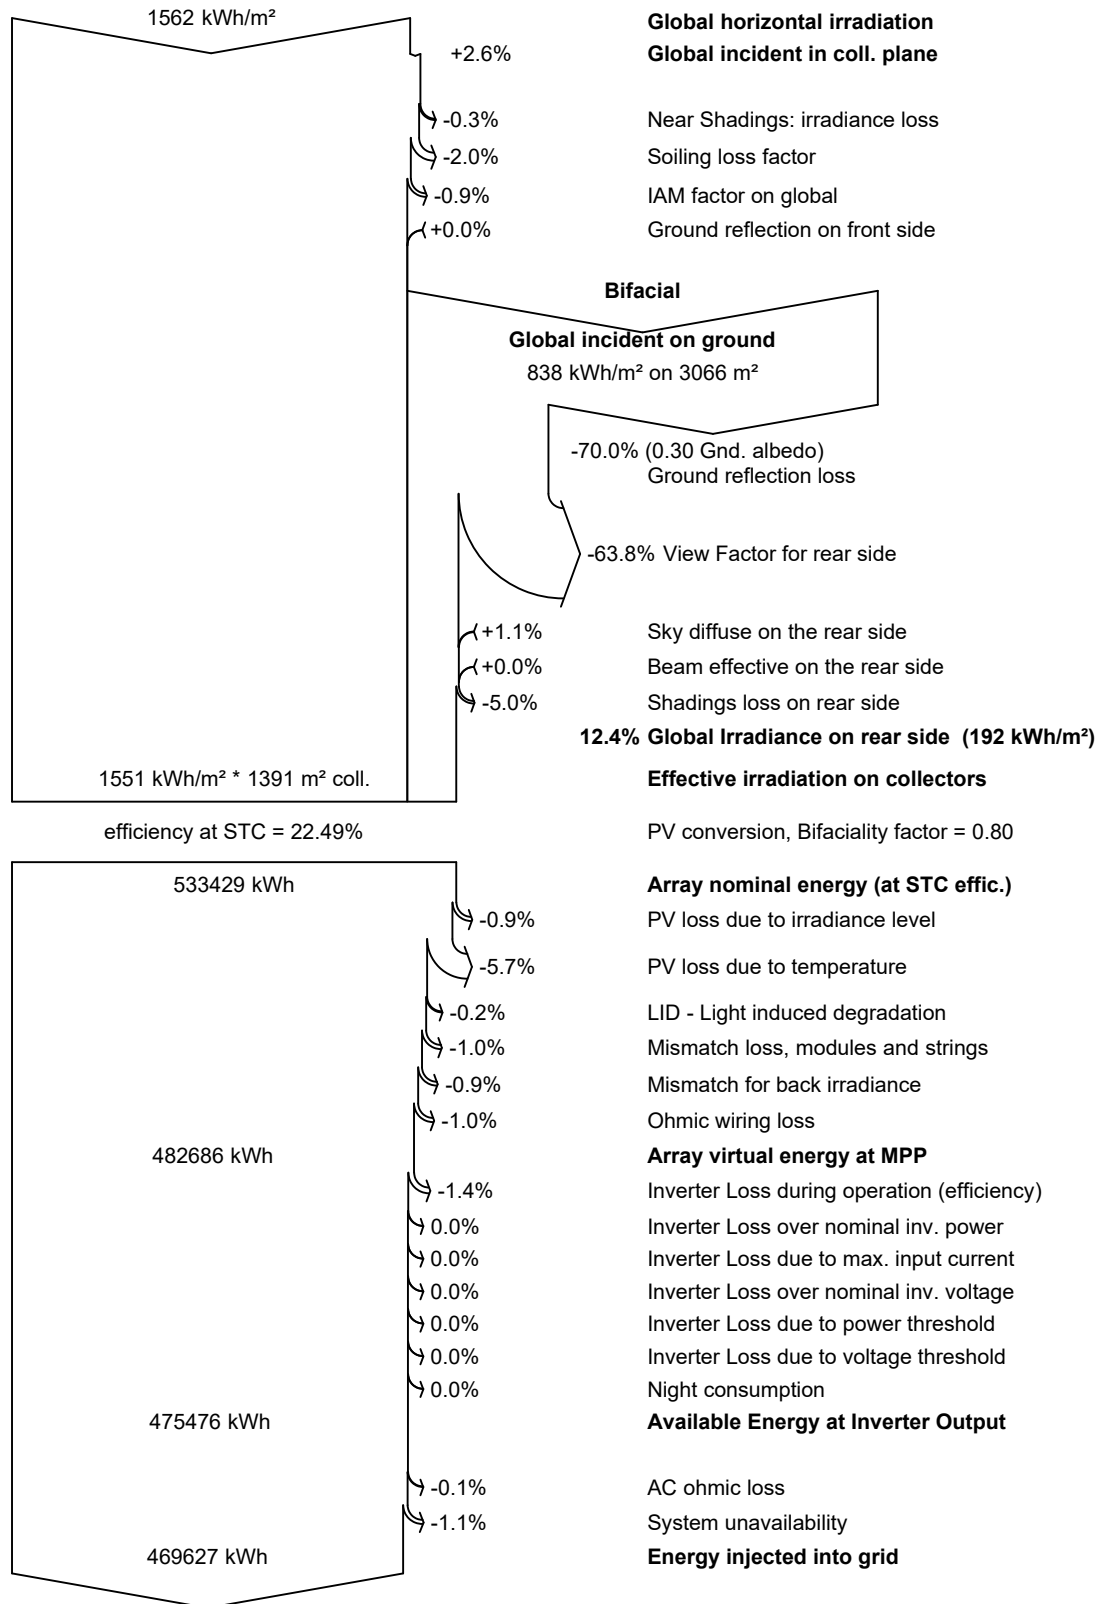 1562 kWh/m² Global horizontal irradiation
+2.6% Global incident in coll. plane
-0.3% Near Shadings: irradiance loss
-2.0% Soiling loss factor
-0.9% IAM factor on global
+0.0% Ground reflection on front side
Bifacial
Global incident on ground
838 kWh/m² on 3066 m²
-70.0% (0.30 Gnd. albedo)
Ground reflection loss
-63.8% View Factor for rear side
+1.1% Sky diffuse on the rear side
+0.0% Beam effective on the rear side
-5.0% Shadings loss on rear side
12.4% Global Irradiance on rear side (192 kWh/m²)
1551 kWh/m² * 1391 m² coll. Effective irradiation on collectors
efficiency at STC = 22.49% PV conversion, Bifaciality factor = 0.80
533429 kWh Array nominal energy (at STC effic.)
-0.9% PV loss due to irradiance level
-5.7% PV loss due to temperature
-0.2% LID - Light induced degradation
-1.0% Mismatch loss, modules and strings
-0.9% Mismatch for back irradiance
-1.0% Ohmic wiring loss
482686 kWh Array virtual energy at MPP
-1.4% Inverter Loss during operation (efficiency)
0.0% Inverter Loss over nominal inv. power
0.0% Inverter Loss due to max. input current
0.0% Inverter Loss over nominal inv. voltage
0.0% Inverter Loss due to power threshold
0.0% Inverter Loss due to voltage threshold
0.0% Night consumption
475476 kWh Available Energy at Inverter Output
-0.1% AC ohmic loss
-1.1% System unavailability
469627 kWh Energy injected into grid